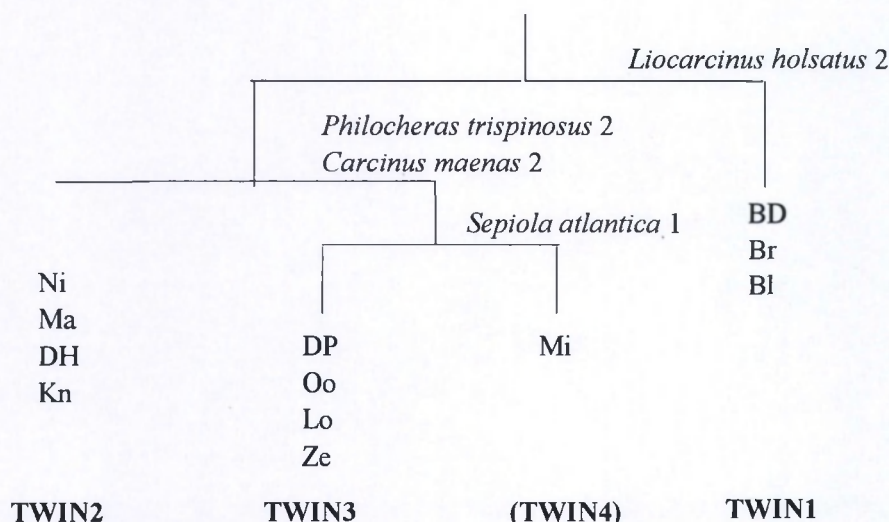 Liocarcinus holsatus 2
Philocheras trispinosus 2
Carcinus maenas 2
Sepiola atlantica 1
BD
Br
Bl
Ni
Ma
DH
Kn
DP
Oo
Lo
Ze
Mi
TWIN2 TWIN3 (TWIN4) TWIN1